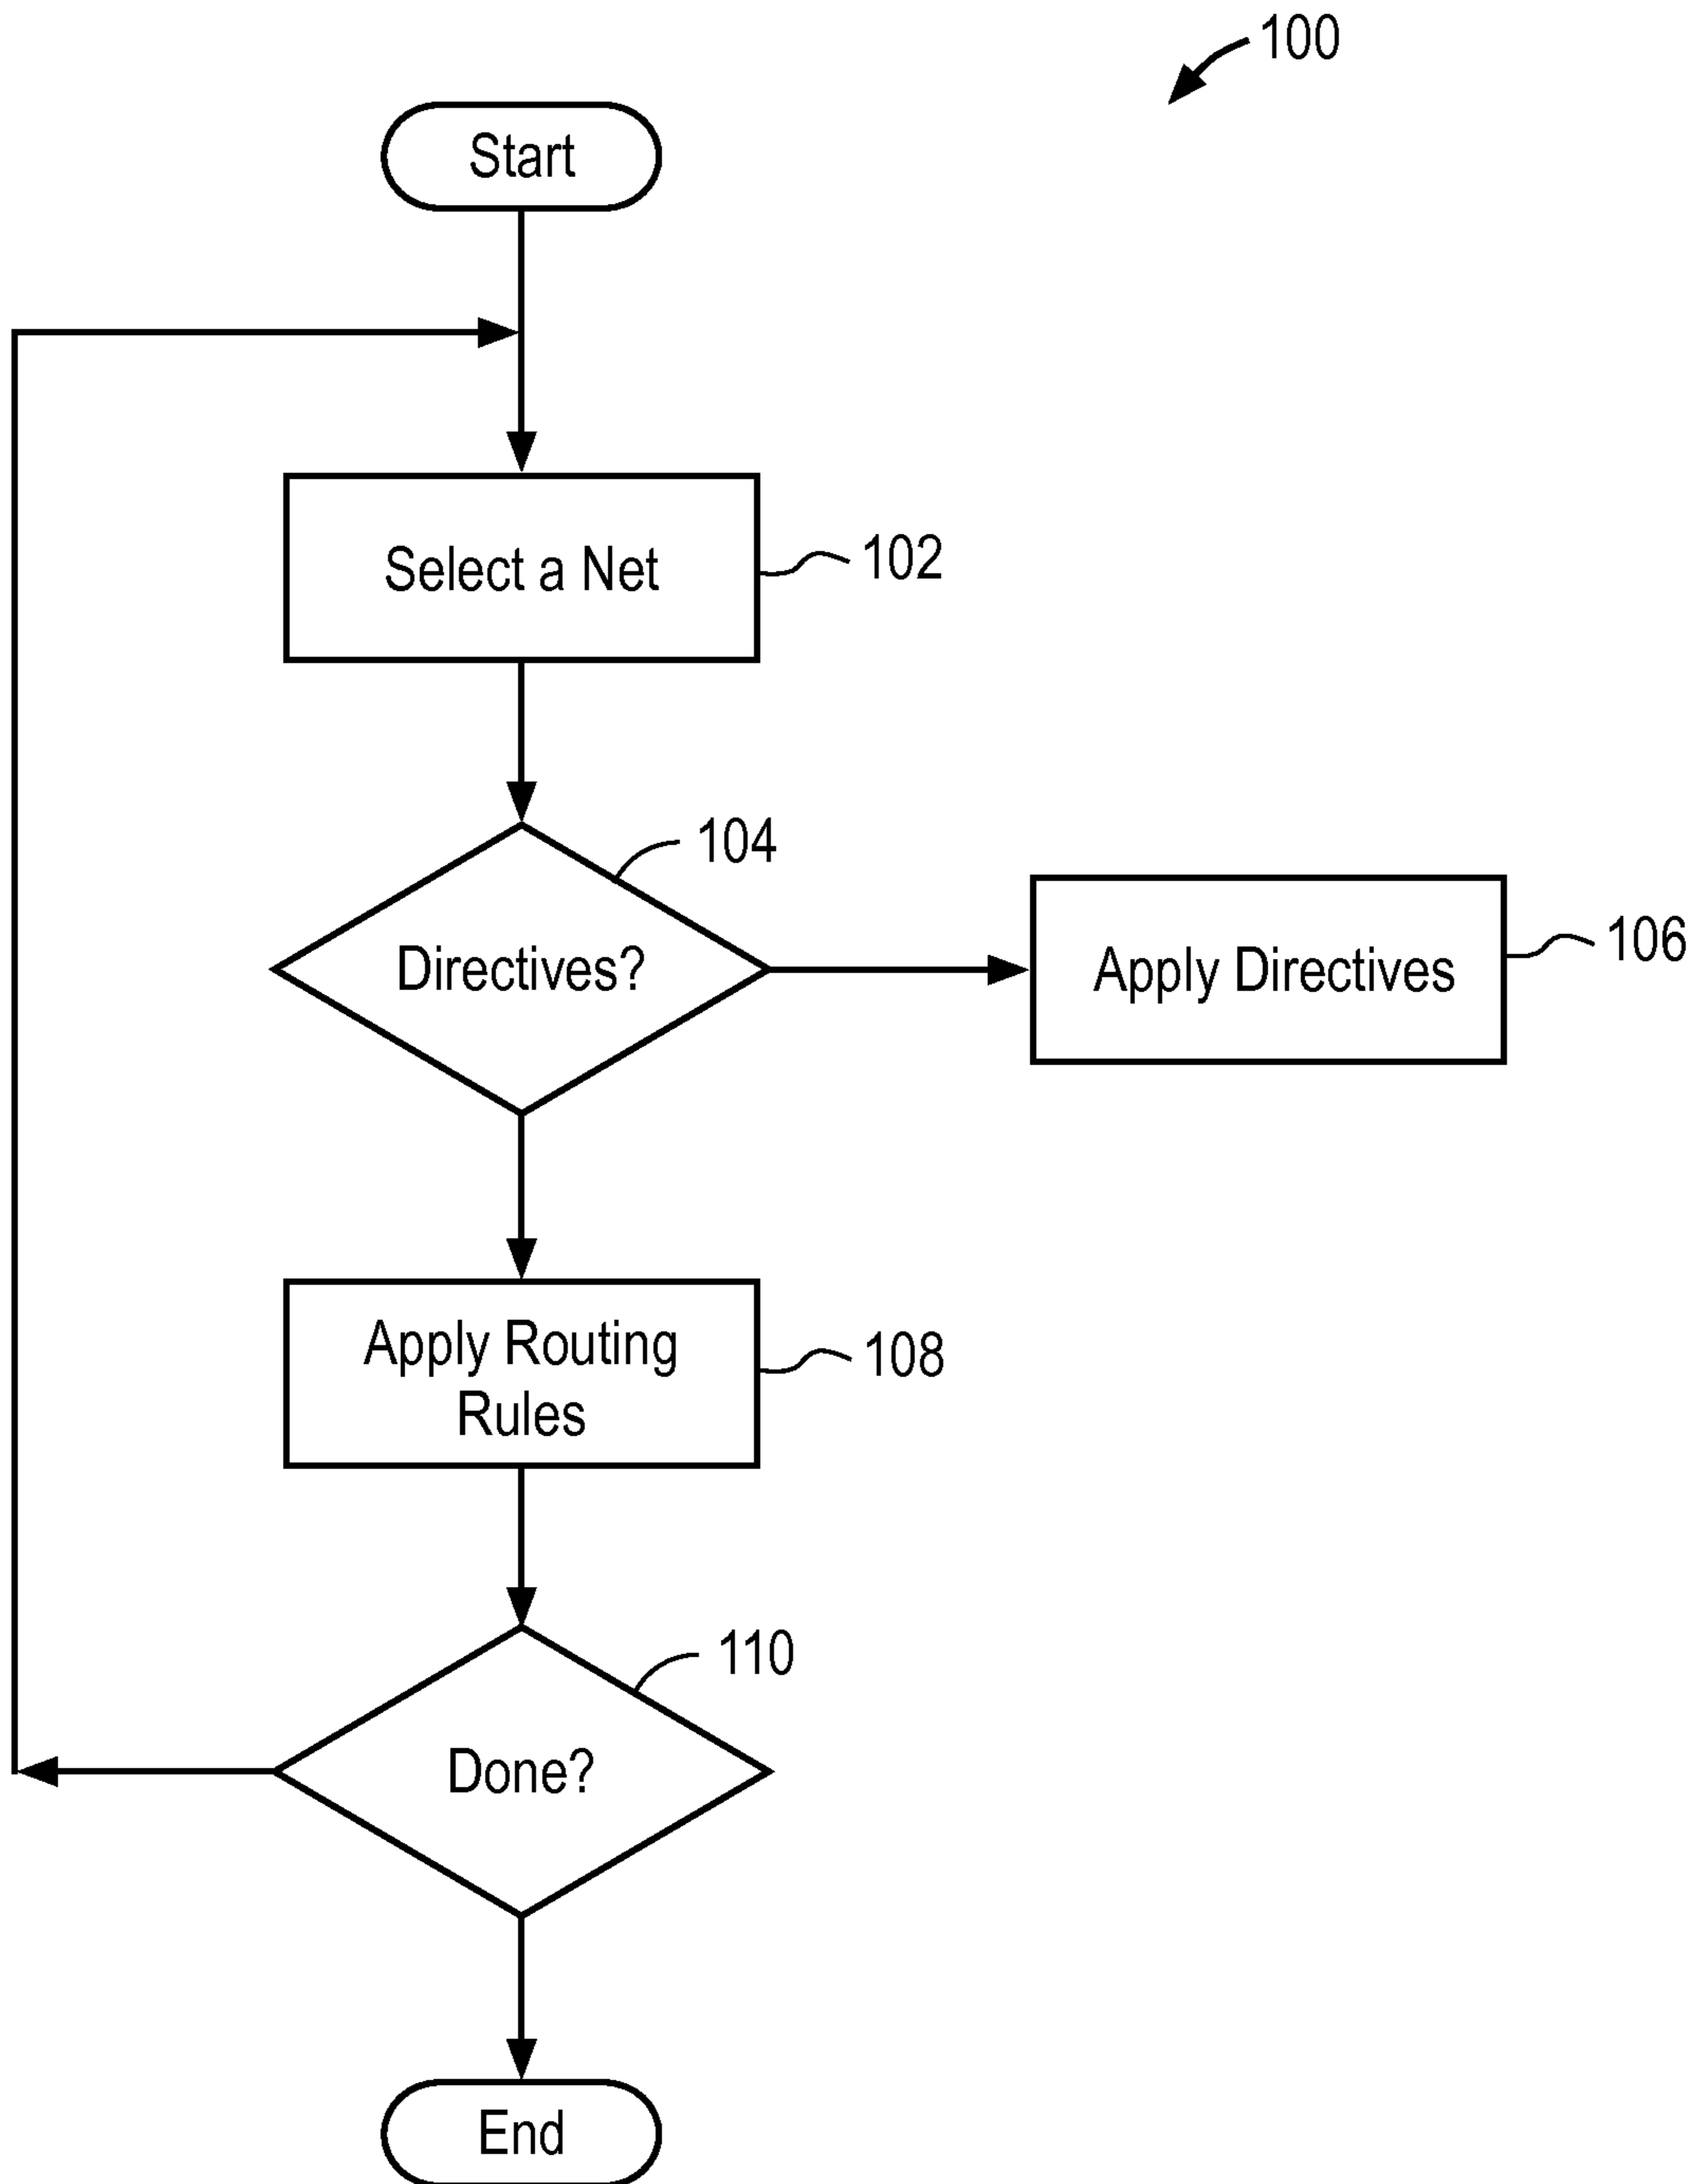 100
Start
Select a Net
102
104
Directives?
Apply Directives
106
Apply Routing
Rules
108
110
Done?
End